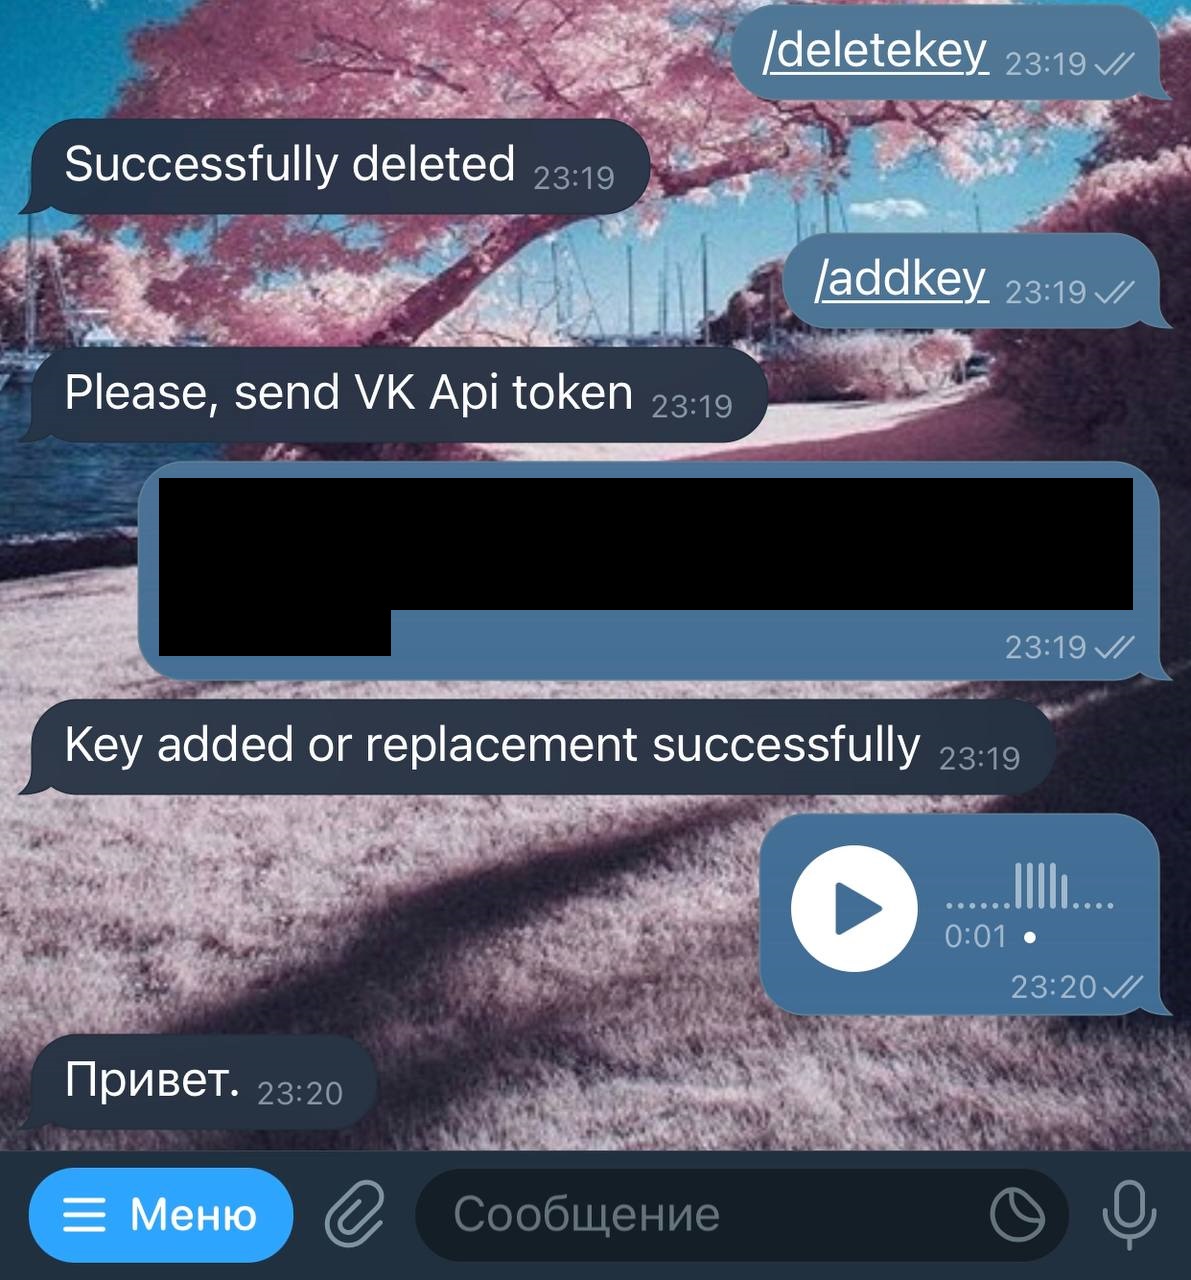 /deletekey 23:19
Successfully deleted 23:19
/addkey 23:19
Please, send VK Api token 23:19
23:19
Key added or replacement successfully 23:19
0:01
23:20
Привет. 23:20
Меню
Сообщение